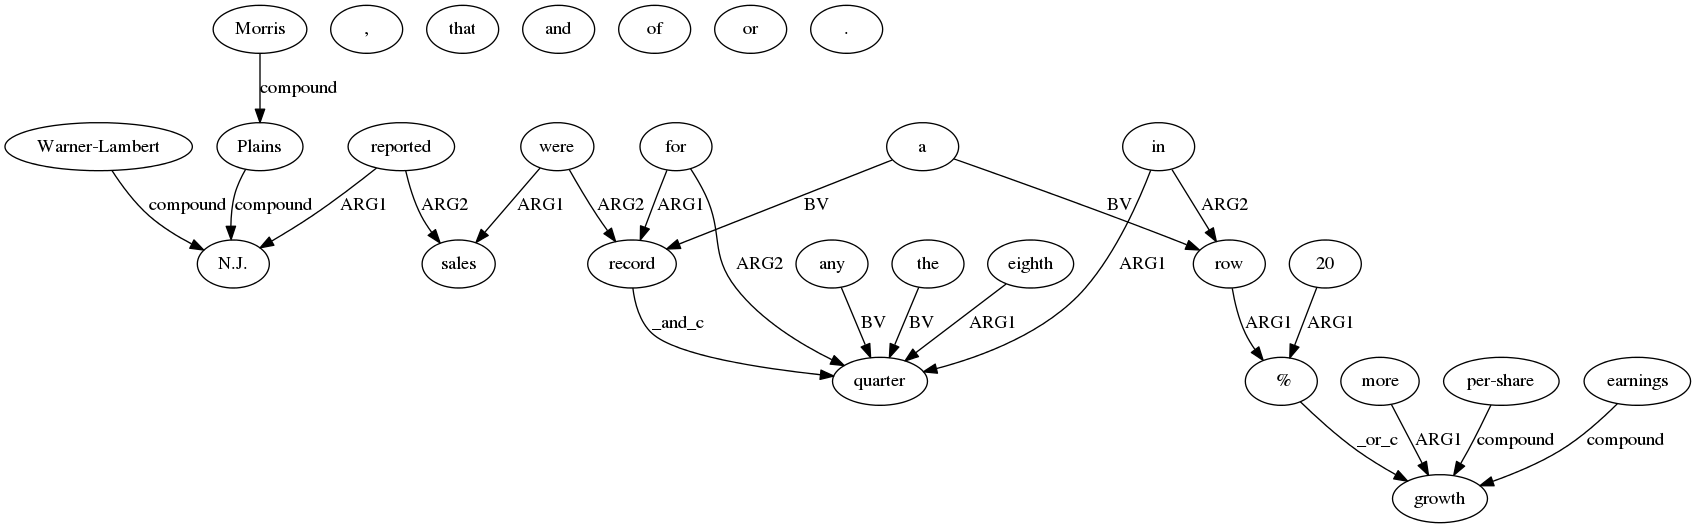 Morris , that and of or .
compound
Warner-Lambert Plains reported were for a in
compound compound ARG1 ARG2 ARG1 ARG2 ARG1 BV BV ARG2
N.J. sales record any the eighth row 20
ARG2 ARG1
_and_c BV BV ARG1 ARG1 ARG1
quarter % more per-share earnings
_or_c ARG1 compound compound
growth